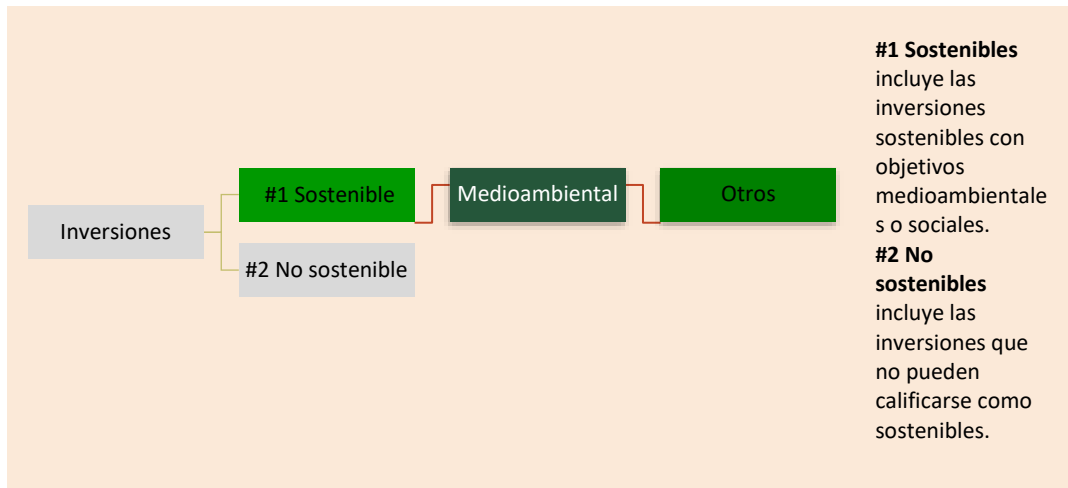 Inversiones
#1 Sostenible
#2 No sostenible
Medioambiental
Otros
#1 Sostenibles
incluye las
inversiones
sostenibles con
objetivos
medioambientale
s o sociales.
#2 No
sostenibles
incluye las
inversiones que
no pueden
calificarse como
sostenibles.